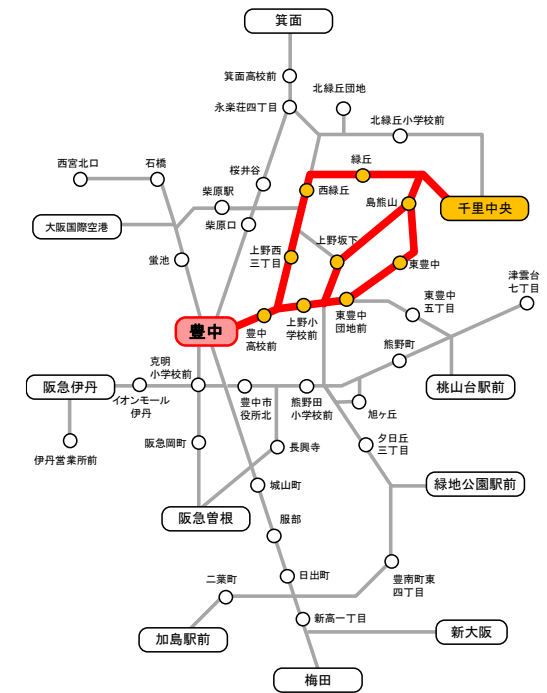 箕面
箕面高校前
北緑丘団地
永楽荘四丁目
北緑丘小学校前
西宮北口
石橋
緑丘
桜井谷
柴原駅
西緑丘
島熊山
千里中央
大阪国際空港
柴原口
上野坂下
上野西
三丁目
蛍池
東豊中
津雲台
七丁目
東豊中
五丁目
豊中
豊中
高校前
上野小
学校前
東豊中
団地前
熊野町
克明
小学校前
阪急伊丹
イオンモール
伊丹
豊中市
役所北
熊野田
小学校前
桃山台駅前
旭ヶ丘
伊丹営業所前
阪急岡町
長興寺
夕日丘
三丁目
城山町
緑地公園駅前
阪急曽根
服部
二葉町
日出町
豊南町東
四丁目
新高一丁目
加島駅前
新大阪
梅田